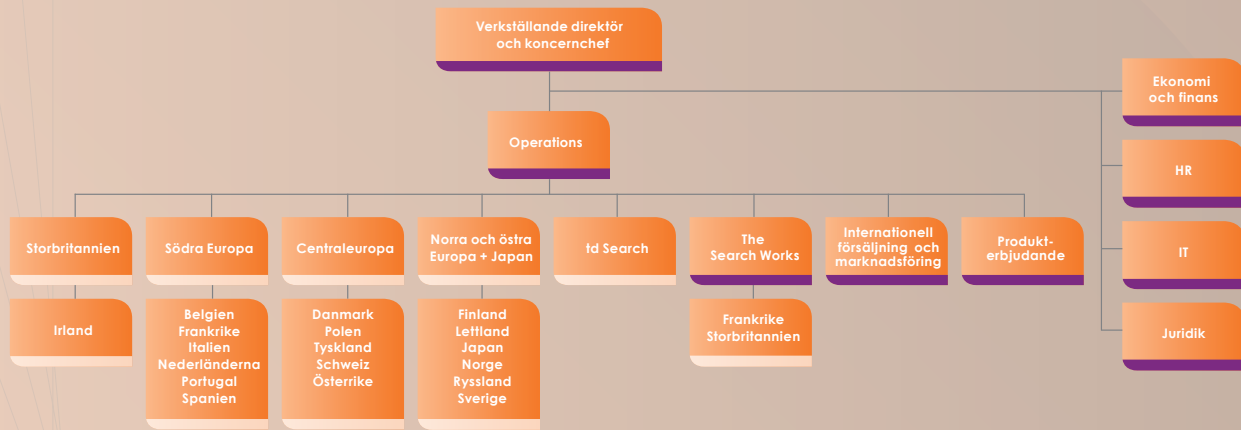 Verkställande direktör
och koncernchef
Ekonomi
och finans
Operations
HR
Storbritannien
Södra Europa
Centraleuropa
Norra och östra
Europa + Japan
td Search
The
Search Works
Internationell
försäljning och
marknadsföring
Produkt-
erbjudande
IT
Irland
Belgien
Frankrike
Italien
Nederländerna
Portugal
Spanien
Danmark
Polen
Tyskland
Schweiz
Österrike
Finland
Lettland
Japan
Norge
Ryssland
Sverige
Frankrike
Storbritannien
Juridik